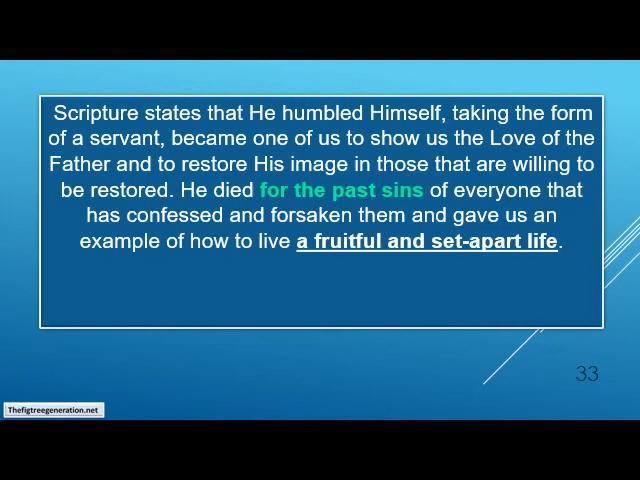 Scripture states that He humbled Himself, taking the form
of a servant, became one of us to show us the Love of the
Father and to restore His image in those that are willing to
be restored. He died for the past sins of everyone that
has confessed and forsaken them and gave us an
example of how to live a fruitful and set-apart life.
33
Thefigtreegeneration.net